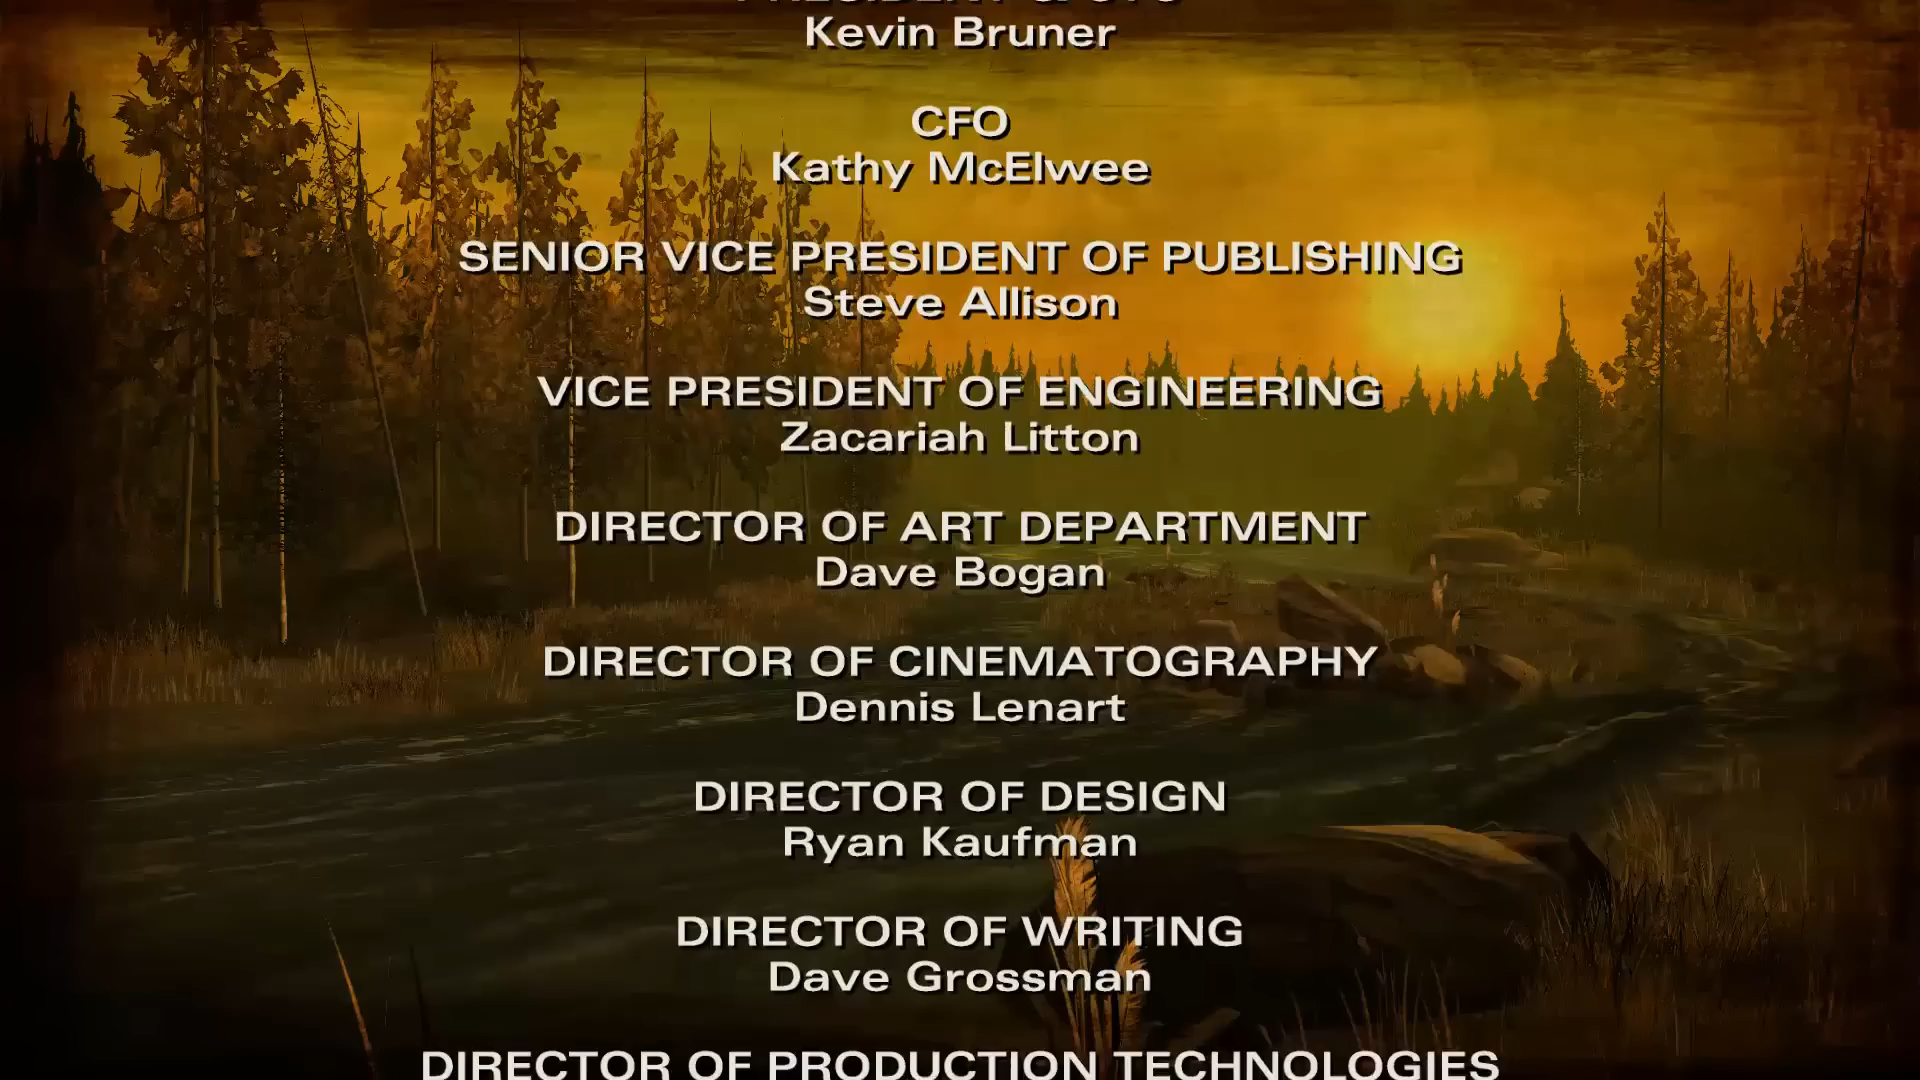 PRESIDENT & CTO
Kevin Bruner
CFO
Kathy McElwee
SENIOR VICE PRESIDENT OF PUBLISHING
Steve Allison
VICE PRESIDENT OF ENGINEERING
Zacariah Litton
DIRECTOR OF ART DEPARTMENT
Dave Bogan
DIRECTOR OF CINEMATOGRAPHY
Dennis Lenart
DIRECTOR OF DESIGN
Ryan Kaufman
DIRECTOR OF WRITING
Dave Grossman
DIRECTOR OF PRODUCTION TECHNOLOGIES